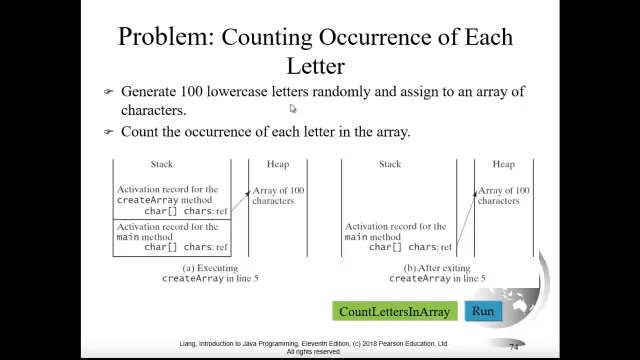 Problem: Counting Occurrence of Each
Letter
☞ Generate 100 lowercase letters randomly and assign to an array of
characters.
☞ Count the occurrence of each letter in the array.
Stack
Heap
Activation record for the
createArray method
char[] chars: ref
Array of 100
characters
Activation record for the
main method
char[] chars: ref
(a) Executing
createArray in line 5
Stack
Heap
Array of 100
characters
Activation record for the
main method
char[] chars: ref
(b) After exiting
createArray in line 5
CountLettersInArray
Run
Liang, Introduction to Java Programming, Eleventh Edition, (c) 2018 Pearson Education, Ltd.
All rights reserved.
74